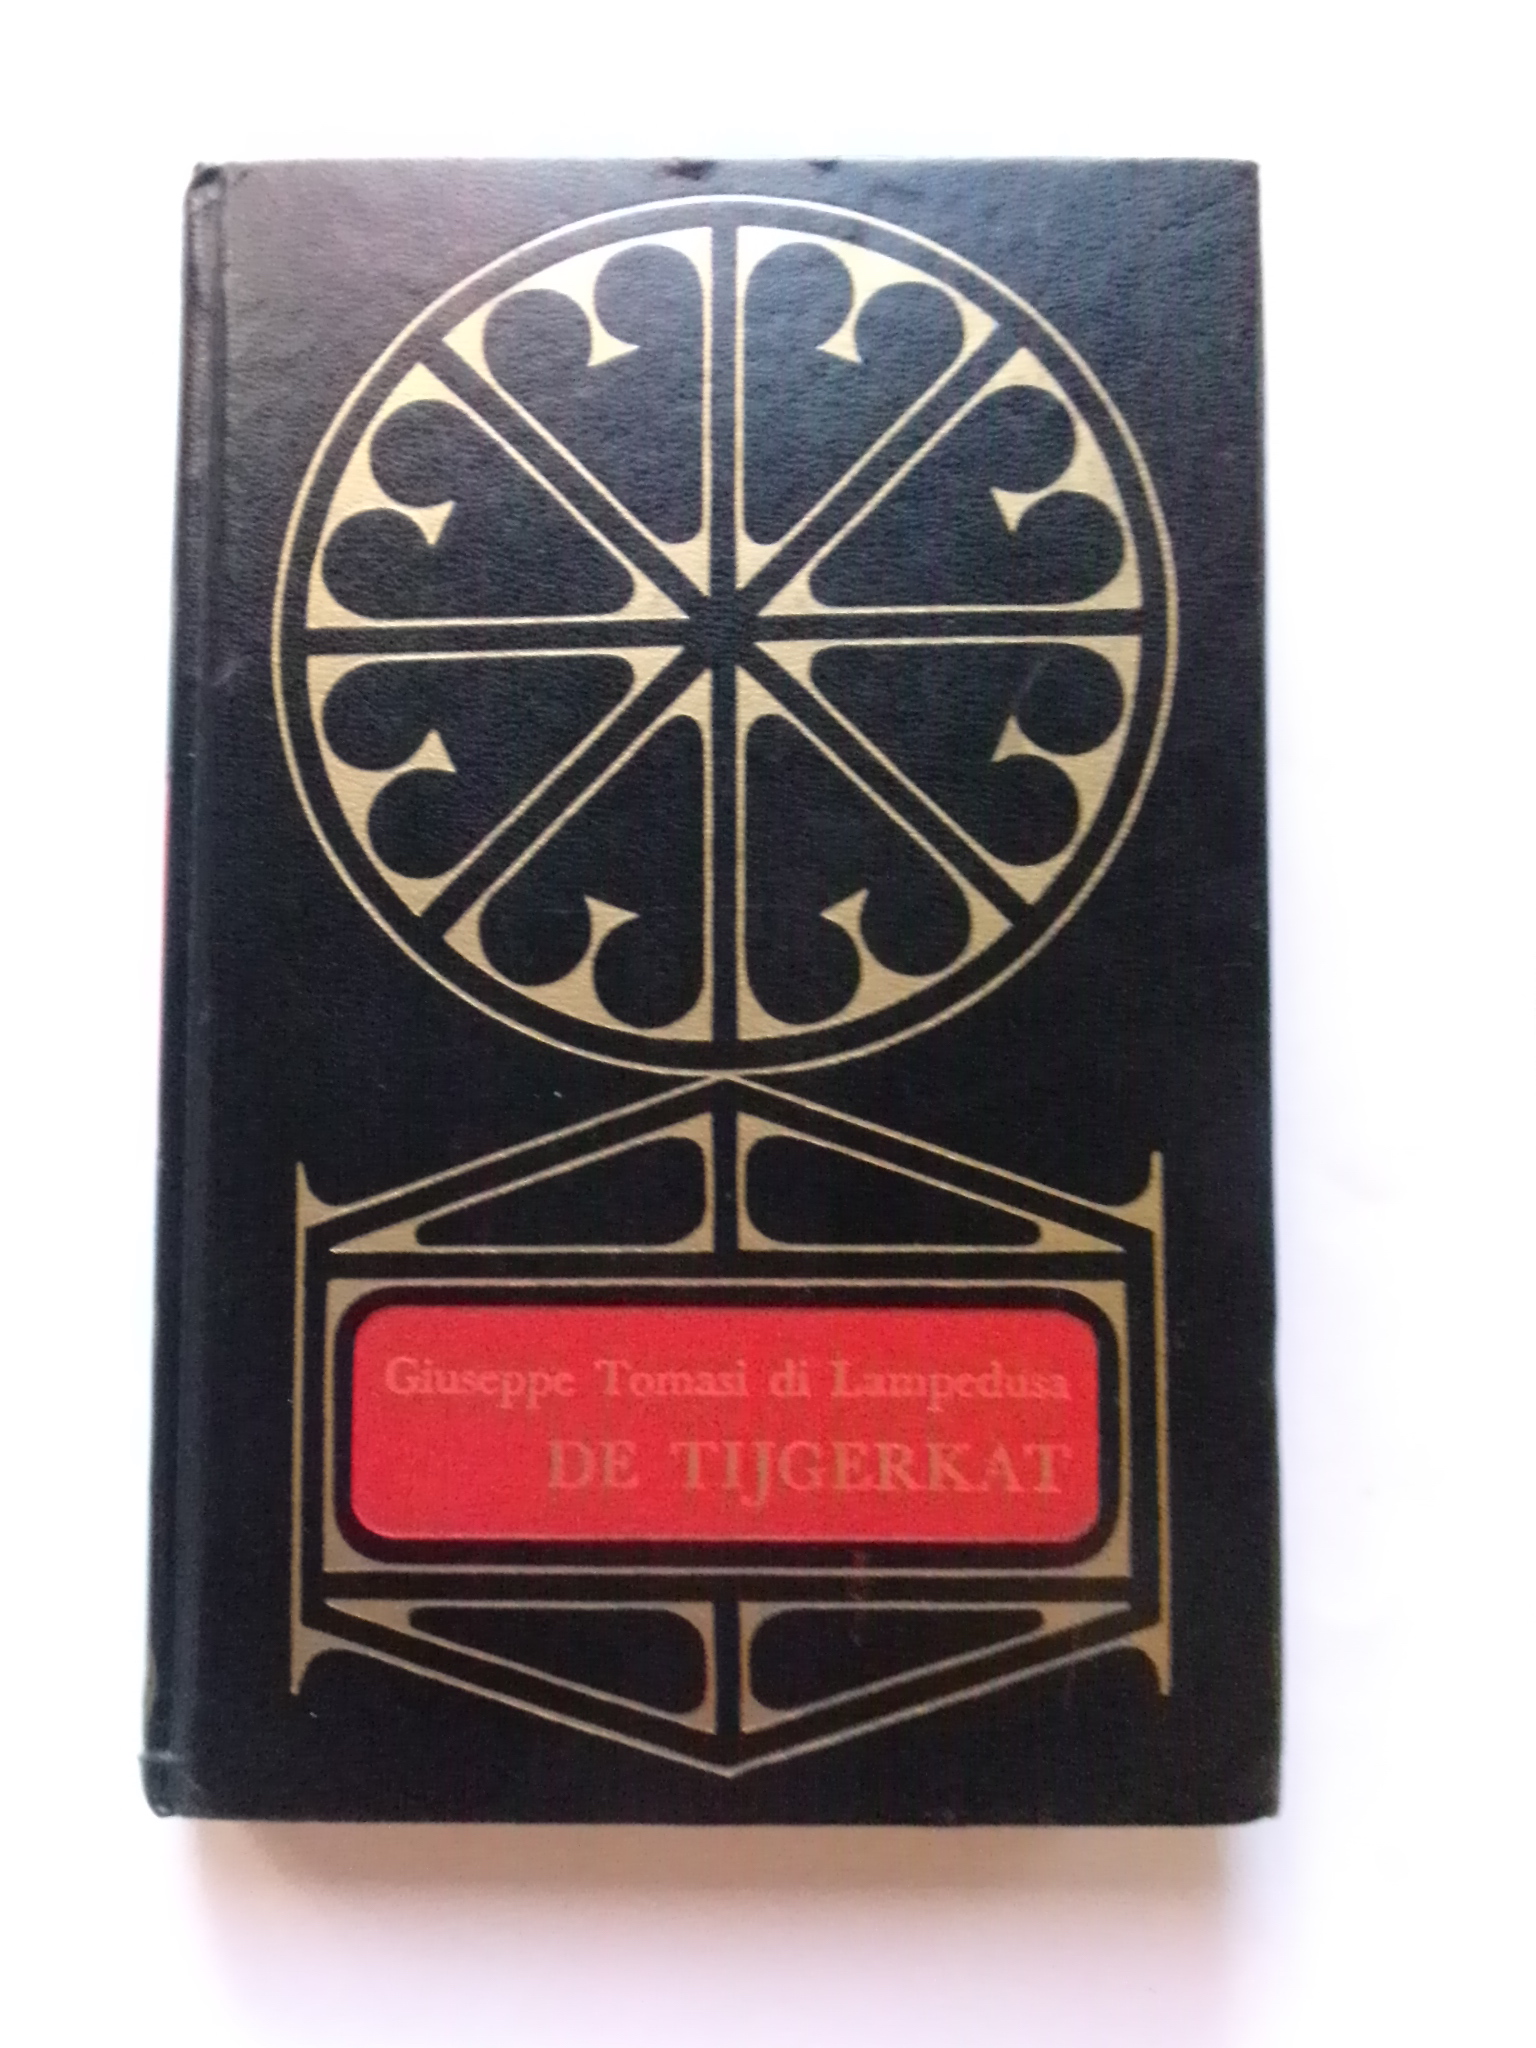 Giuseppe Tomasi di Lampedusa
DE TIJGERKAT